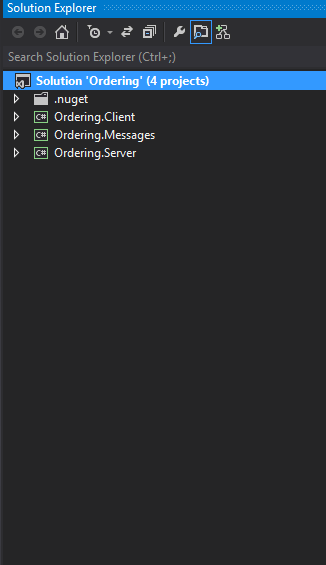 Solution Explorer
Search Solution Explorer (Ctrl+;)
Solution 'Ordering' (4 projects)
.nuget
C# Ordering.Client
C# Ordering.Messages
C# Ordering.Server